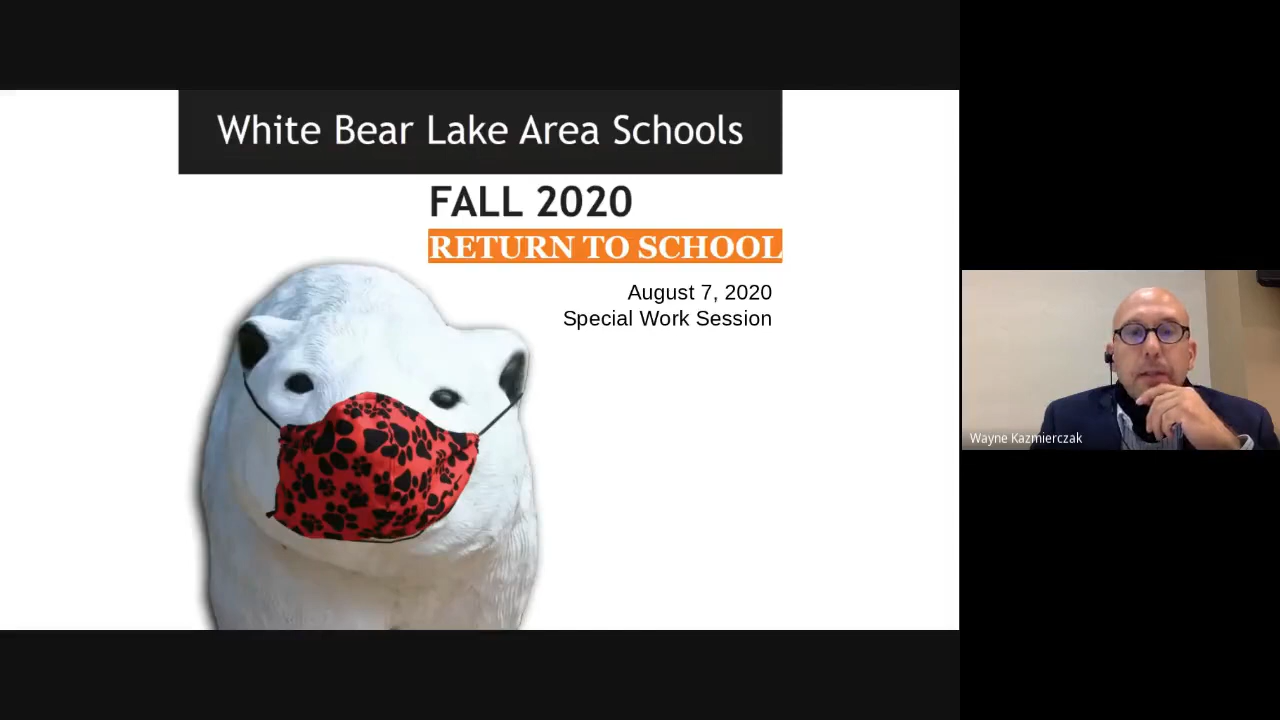 White Bear Lake Area Schools
FALL 2020
RETURN TO SCHOOL
August 7, 2020
Special Work Session
Wayne Kazmierczak